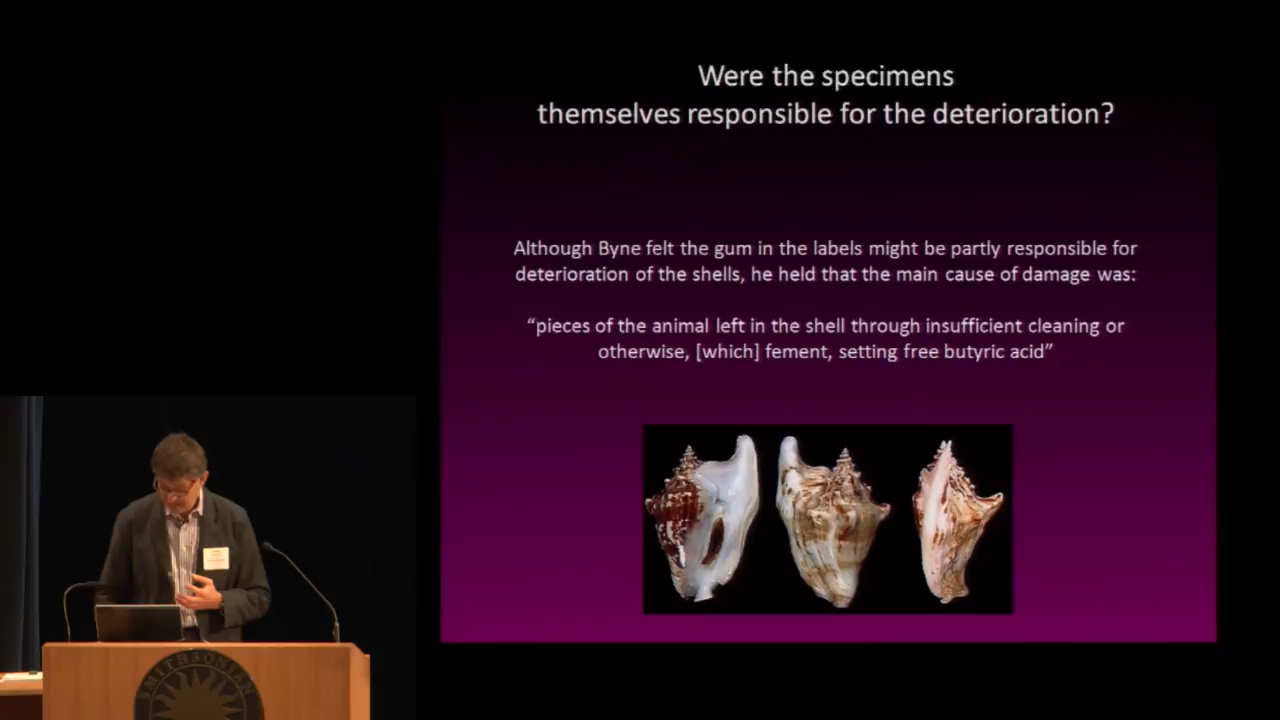 Were the specimens
themselves responsible for the deterioration?
Although Byne felt the gum in the labels might be partly responsible for
deterioration of the shells, he held that the main cause of damage was:
“pieces of the animal left in the shell through insufficient cleaning or
otherwise, [which] fement, setting free butyric acid”
SMITHSONIAN